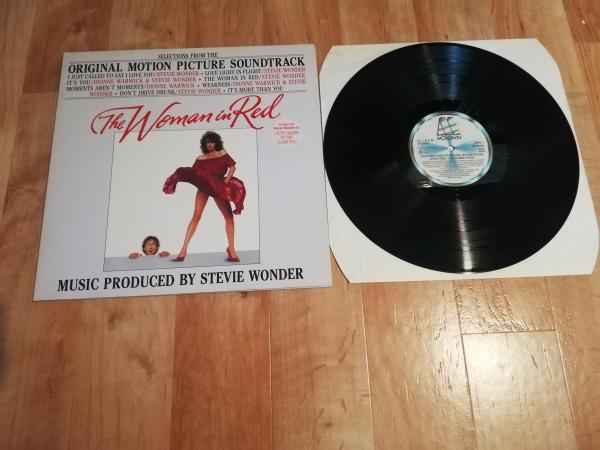 SELECTIONS FROM THE
ORIGINAL MOTION PICTURE SOUNDTRACK
I JUST CALLED TO SAY I LOVE YOU/STEVIE WONDER • LOVE LIGHT IN FLIGHT/STEVIE WONDER
IT'S YOU/DIONNE WARWICK & STEVIE WONDER • THE WOMAN IN RED/STEVIE WONDER
MOMENTS AREN'T MOMENTS/DIONNE WARWICK • WEAKNESS/DIONNE WARWICK & STEVIE
WONDER • DON'T DRIVE DRUNK/STEVIE WONDER • IT'S MORE THAN YOU
The Woman in Red
Stevie Wonder
I JUST CALLED
TO SAY
I LOVE YOU
MUSIC PRODUCED BY STEVIE WONDER
MOTOWN